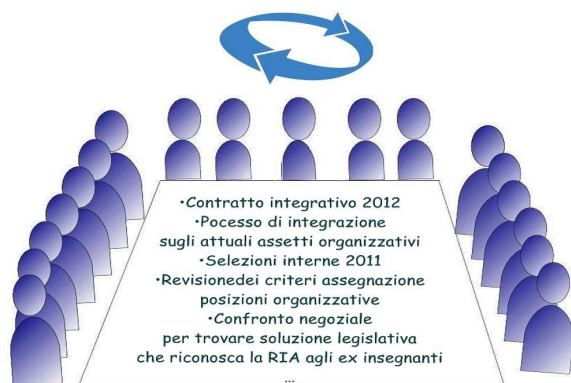 •Contratto integrativo 2012
•Pocesso di integrazione
sugli attuali assetti organizzativi
•Selezioni interne 2011
•Revisionedei criteri assegnazione
posizioni organizzative
•Confronto negoziale
per trovare soluzione legislativa
che riconosca la RIA agli ex insegnanti
...